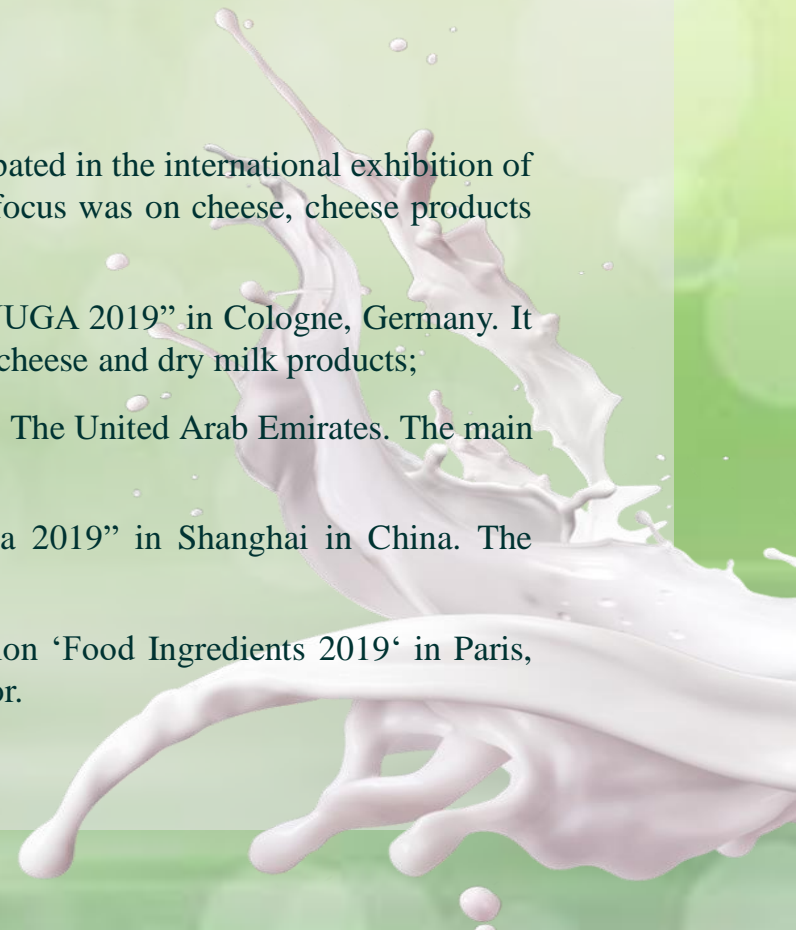 pated in the international exhibition of
focus was on cheese, cheese products
UGA 2019” in Cologne, Germany. It
cheese and dry milk products;
The United Arab Emirates. The main
a 2019” in Shanghai in China. The
ion ‘Food Ingredients 2019‘ in Paris,
or.